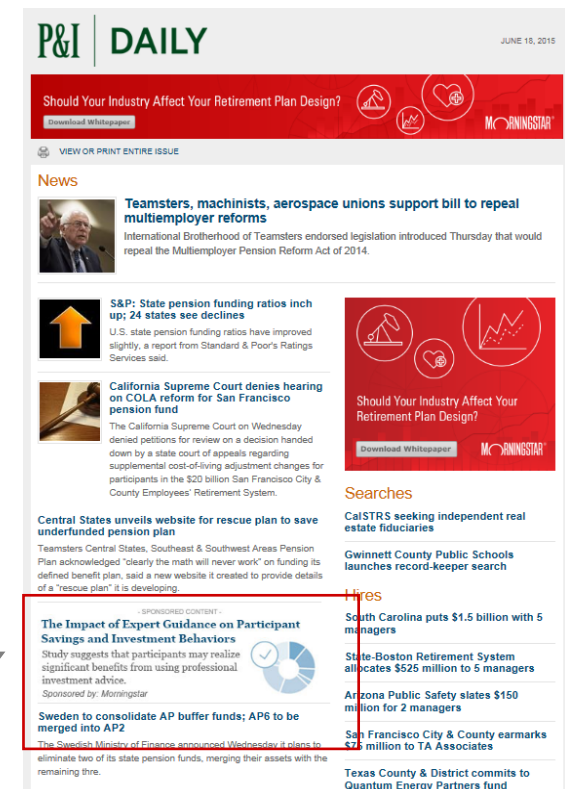 P&I DAILY
JUNE 18, 2015
Should Your Industry Affect Your Retirement Plan Design?
Download Whitepaper
MORNINGSTAR
VIEW OR PRINT ENTIRE ISSUE
News
Teamsters, machinists, aerospace unions support bill to repeal
multiemployer reforms
International Brotherhood of Teamsters endorsed legislation introduced Thursday that would
repeal the Multiemployer Pension Reform Act of 2014.
S&P: State pension funding ratios inch
up; 24 states see declines
U.S. state pension funding ratios have improved
slightly, a report from Standard & Poor's Ratings
Services said.
California Supreme Court denies hearing
on COLA reform for San Francisco
pension fund
The California Supreme Court on Wednesday
denied petitions for review on a decision handed
down by a state court of appeals regarding
supplemental cost-of-living adjustment changes for
participants in the $20 billion San Francisco City &
County Employees' Retirement System.
Central States unveils website for rescue plan to save
underfunded pension plan
Teamsters Central States, Southeast & Southwest Areas Pension
Plan acknowledged "clearly the math will never work" on funding its
defined benefit plan, said a new website it created to provide details
of a "rescue plan" it is developing.
- SPONSORED CONTENT -
The Impact of Expert Guidance on Participant
Savings and Investment Behaviors
Study suggests that participants may realize
significant benefits from using professional
investment advice.
Sponsored by: Morningstar
Sweden to consolidate AP buffer funds; AP6 to be
merged into AP2
The Swedish Ministry of Finance announced Wednesday it plans to
eliminate two of its state pension funds, merging their assets with the
remaining thre.
Should Your Industry Affect Your
Retirement Plan Design?
Download Whitepaper
MORNINGSTAR
Searches
CalSTRS seeking independent real
estate fiduciaries
Gwinnett County Public Schools
launches record-keeper search
Hires
South Carolina puts $1.5 billion with 5
managers
State-Boston Retirement System
allocates $525 million to 5 managers
Arizona Public Safety slates $150
million for 2 managers
San Francisco City & County earmarks
$75 million to TA Associates
Texas County & District commits to
Quantum Energy Partners fund